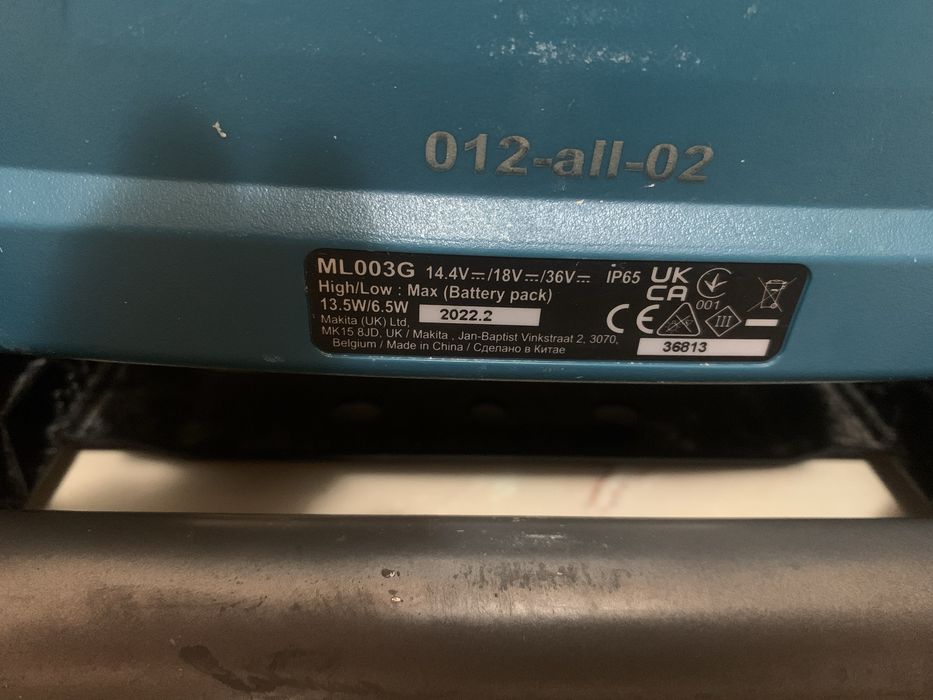 012-all-02
ML003G 14.4V⎓/18V⎓/36V⎓ IP65 UK
High/Low : Max (Battery pack) CA 001
13.5W/6.5W 2022.2 CE III
Makita (UK) Ltd,
MK15 8JD, UK / Makita , Jan-Baptist Vinkstraat 2, 3070,
Belgium / Made in China / Сделано в Китае 36813